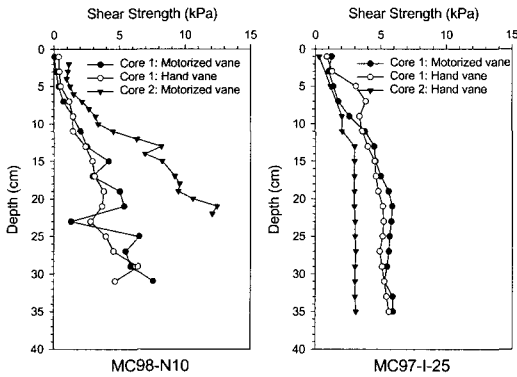 Shear Strength (kPa)
0 5 10 15
Core 1: Motorized vane
Core 1: Hand vane
Core 2: Motorized vane
Depth (cm)
0
5
10
15
20
25
30
35
40
MC98-N10
Shear Strength (kPa)
0 5 10 15
Core 1: Motorized vane
Core 1: Hand vane
Core 2: Hand vane
Depth (cm)
0
5
10
15
20
25
30
35
40
MC97-I-25